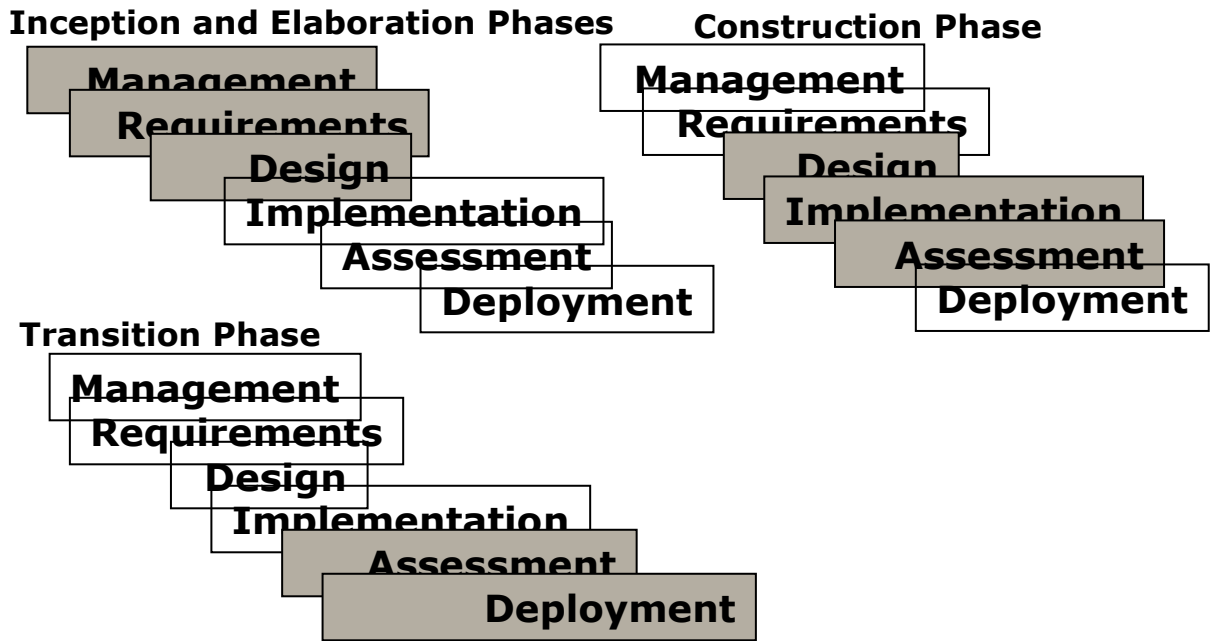 Inception and Elaboration Phases
Management
Requirements
Design
Implementation
Assessment
Deployment
Construction Phase
Management
Requirements
Design
Implementation
Assessment
Deployment
Transition Phase
Management
Requirements
Design
Implementation
Assessment
Deployment